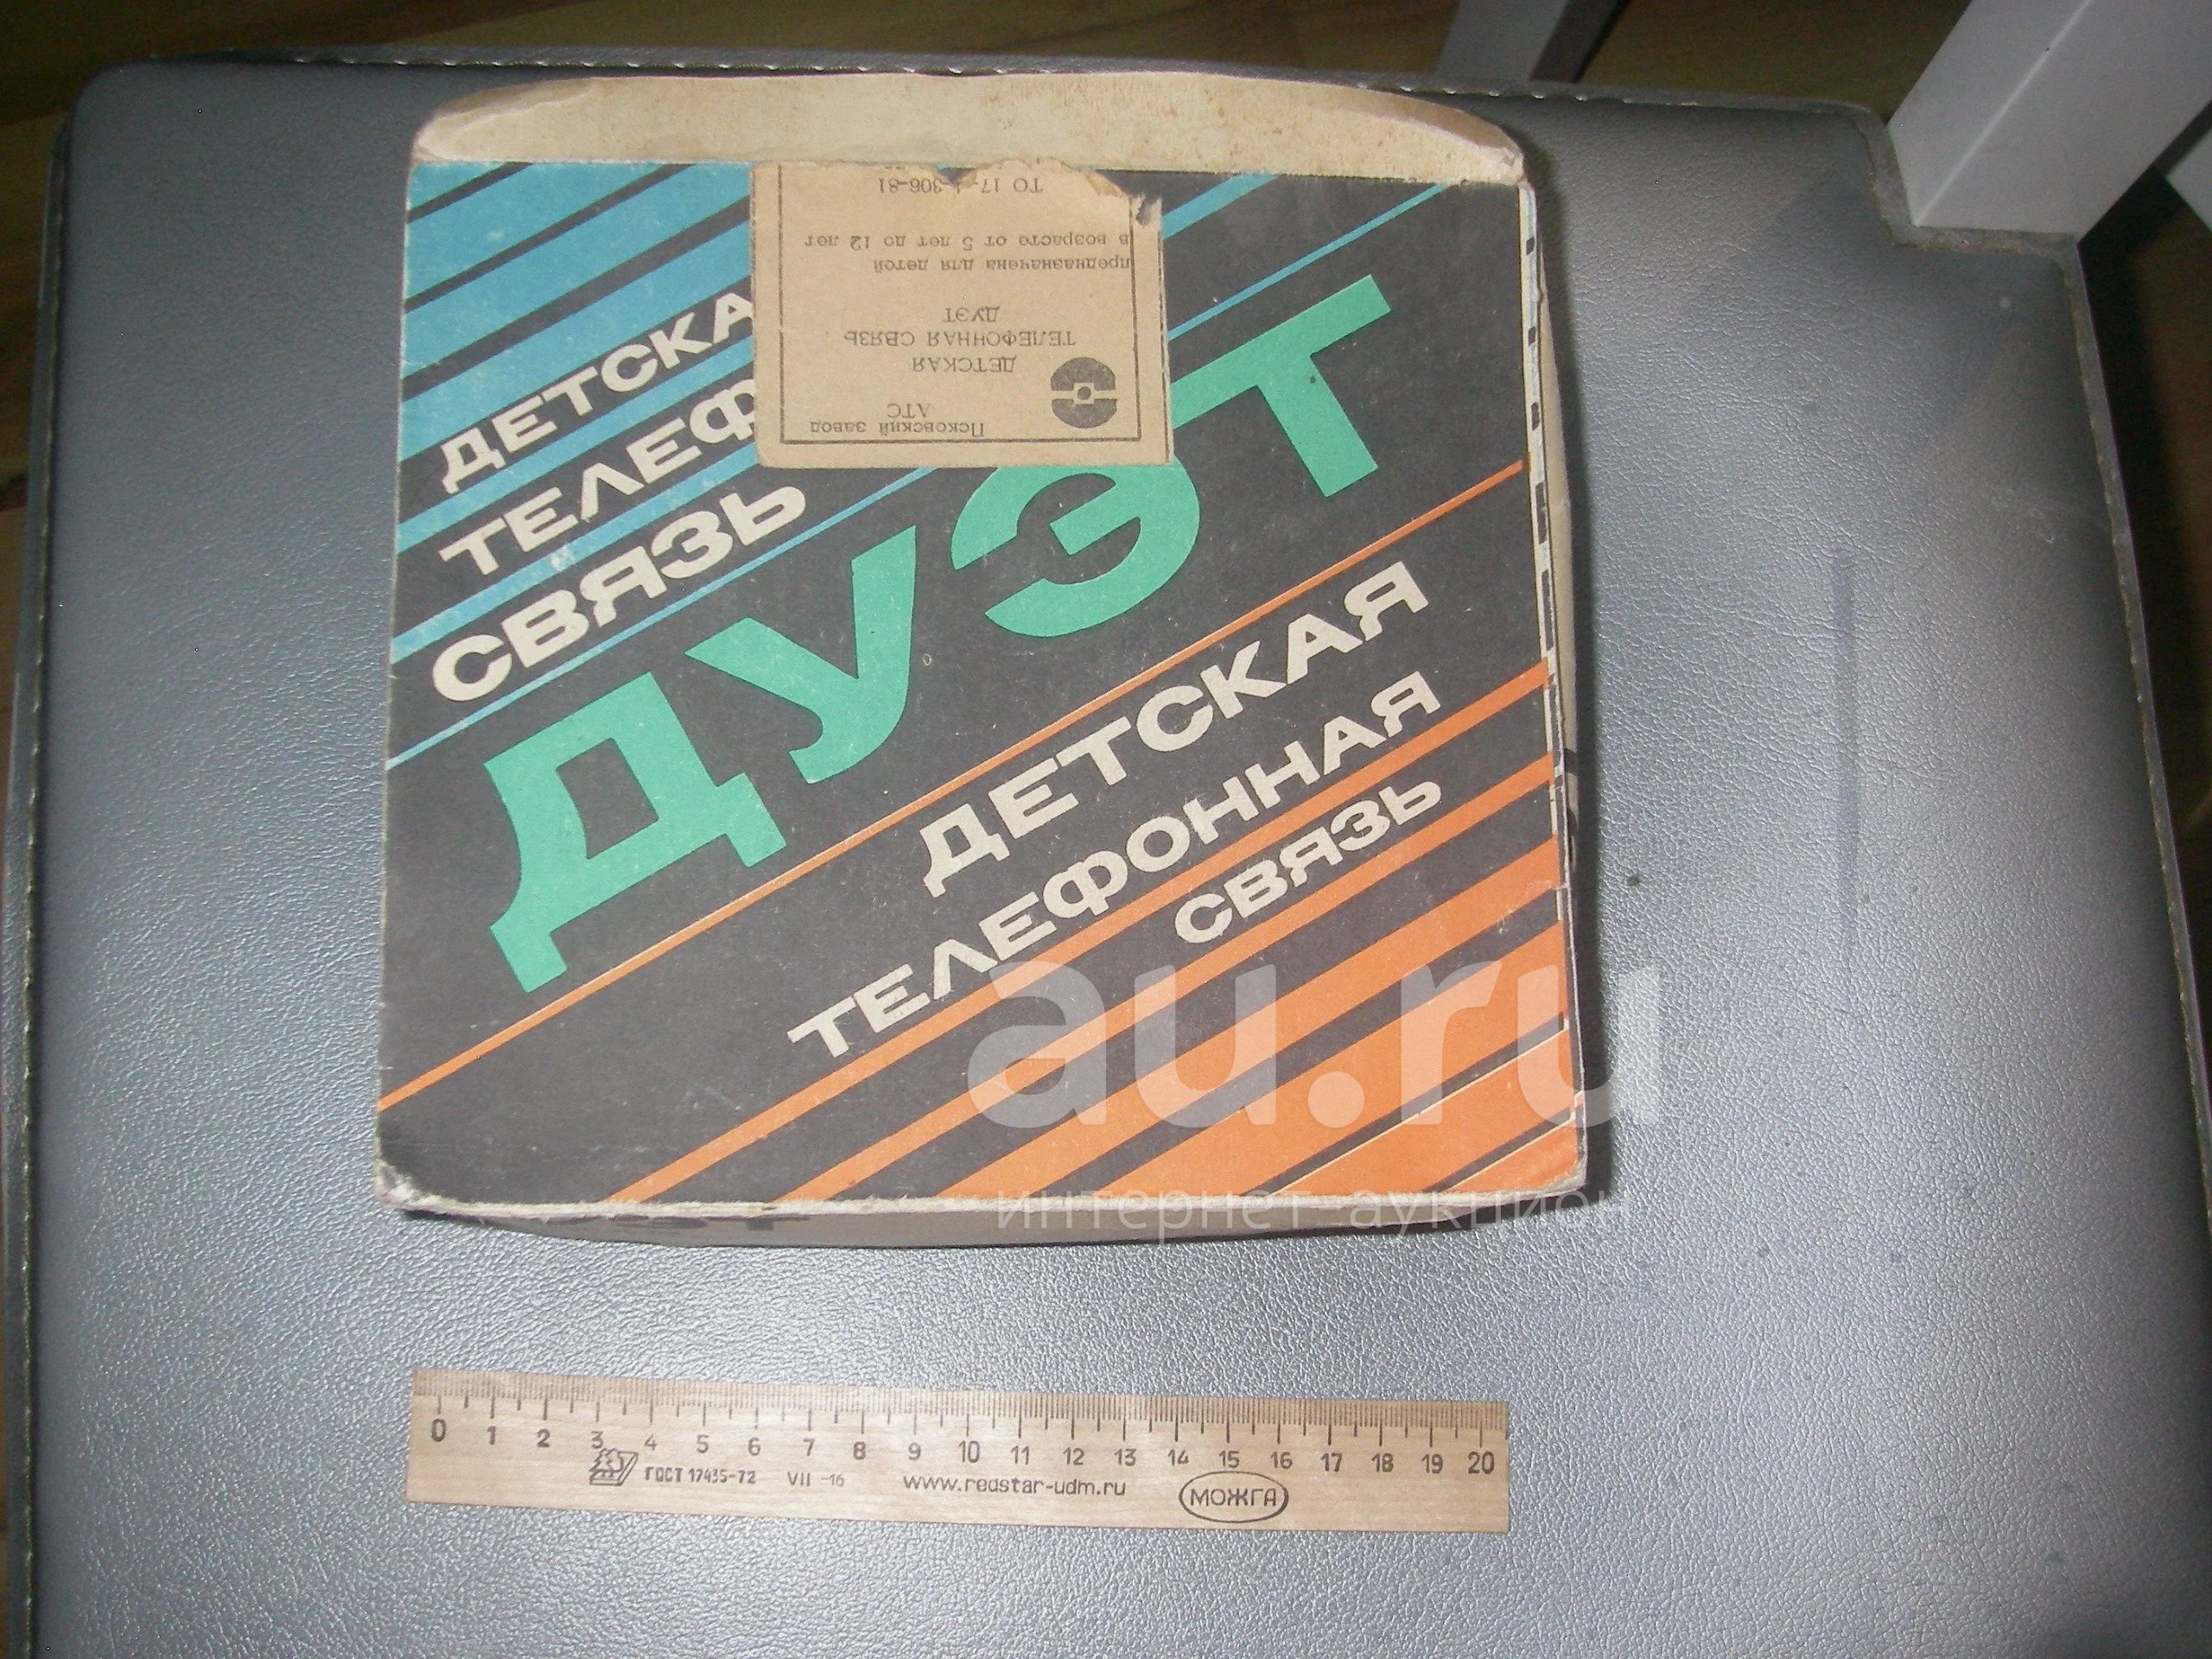 ДЕТСКА
ТЕЛЕФ
СВЯЗЬ
ДУЭТ
ДЕТСКАЯ
ТЕЛЕФОННАЯ
СВЯЗЬ
Псковский завод
АТС
ДЕТСКАЯ
ТЕЛЕФОННАЯ СВЯЗЬ
ДУЭТ
предназначена для детей
в возрасте от 5 лет до 12 лет
ТО 17-4-306-81
au.ru
интернет аукцион
0 1 2 3 4 5 6 7 8 9 10 11 12 13 14 15 16 17 18 19 20
ГОСТ 17435-72 VII -16 www.redstar-udm.ru МОЖГА